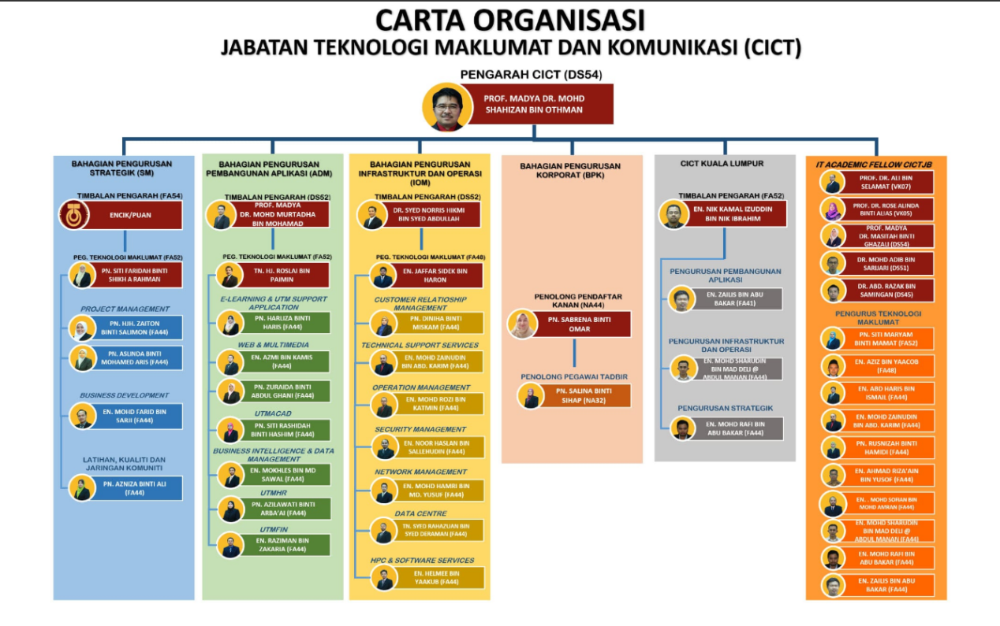 CARTA ORGANISASI
JABATAN TEKNOLOGI MAKLUMAT DAN KOMUNIKASI (CICT)
PENGARAH CICT (DS54)
PROF. MADYA DR. MOHD
SHAHIZAN BIN OTHMAN
BAHAGIAN PENGURUSAN
STRATEGIK (SM)
TIMBALAN PENGARAH (FA54)
ENCIK/PUAN
PEG. TEKNOLOGI MAKLUMAT (FA52)
PN. SITI FARIDAH BINTI
SHIKH A RAHMAN
PROJECT MANAGEMENT
PN. HJH. ZAITON
BINTI SALIMON (FA44)
PN. ASLINDA BINTI
MOHAMED ARIS (FA44)
BUSINESS DEVELOPMENT
EN. MOHD FARID BIN
SARJI (FA44)
LATIHAN, KUALITI DAN
JARINGAN KOMUNITI
PN. AZNIZA BINTI ALI
(FA44)
BAHAGIAN PENGURUSAN
PEMBANGUNAN APLIKASI (ADM)
TIMBALAN PENGARAH (DS52)
PROF. MADYA
DR. MOHD MURTADHA
BIN MOHAMAD
PEG. TEKNOLOGI MAKLUMAT (FA52)
TN. HJ. ROSLAI BIN
PAIMIN
E-LEARNING & UTM SUPPORT
APPLICATION
PN. HARLIZA BINTI
HARIS (FA44)
WEB & MULTIMEDIA
EN. AZMI BIN KAMIS
(FA44)
PN. ZURAIDA BINTI
ABDUL GHANI (FA44)
UTMACAD
PN. SITI RASHIDAH
BINTI HASHIM (FA44)
BUSINESS INTELLIGENCE & DATA
MANAGEMENT
EN. MOKHLES BIN MD
SAWAL (FA44)
UTMHR
PN. AZILAWATI BINTI
ARBA'AI (FA44)
UTMFIN
EN. RAZIMAN BIN
ZAKARIA (FA44)
BAHAGIAN PENGURUSAN
INFRASTRUKTUR DAN OPERASI
(IOM)
TIMBALAN PENGARAH (DS52)
DR. SYED NORRIS HIKMI
BIN SYED ABDULLAH
PEG. TEKNOLOGI MAKLUMAT (FA48)
EN. JAFFAR SIDEK BIN
HARON
CUSTOMER RELATIOSHIP
MANAGEMENT
PN. DINIHA BINTI
MISKAM (FA44)
TECHNICAL SUPPORT SERVICES
EN. MOHD ZAINUDIN
BIN ABD. KARIM (FA44)
OPERATION MANAGEMENT
EN. MOHD ROZI BIN
KATMIN (FA44)
SECURITY MANAGEMENT
EN. NOOR HASLAN BIN
SALLEHUDIN (FA44)
NETWORK MANAGEMENT
EN. MOHD HAMRI BIN
MD. YUSUF (FA44)
DATA CENTRE
TN. SYED RAHAZUAN BIN
SYED DERAMAN (FA44)
HPC & SOFTWARE SERVICES
EN. HELMEE BIN
YAAKUB (FA44)
BAHAGIAN PENGURUSAN
KORPORAT (BPK)
PENOLONG PENDAFTAR
KANAN (NA44)
PN. SABRENA BINTI
OMAR
PENOLONG PEGAWAI TADBIR
PN. SALINA BINTI
SIHAP (NA32)
CICT KUALA LUMPUR
TIMBALAN PENGARAH (FA52)
EN. NIK KAMAL IZUDDIN
BIN NIK IBRAHIM
PENGURUSAN PEMBANGUNAN
APLIKASI
EN. ZAILIS BIN ABU
BAKAR (FA41)
PENGURUSAN INFRASTRUKTUR
DAN OPERASI
EN. MOHD SHARUDIN
BIN MAD DELI @
ABDUL MANAN (FA44)
PENGURUSAN STRATEGIK
EN. MOHD RAFI BIN
ABU BAKAR (FA44)
IT ACADEMIC FELLOW CICTJB
PROF. DR. ALI BIN
SELAMAT (VK07)
PROF. DR. ROSE ALINDA
BINTI ALIAS (VK05)
PROF. MADYA
DR. MASITAH BINTI
GHAZALI (DS54)
DR. MOHD ADIB BIN
SARIJARI (DS51)
DR. ABD. RAZAK BIN
SAMINGAN (DS45)
PENGURUS TEKNOLOGI
MAKLUMAT
PN. SITI MARYAM
BINTI MAMAT (FA52)
EN. AZIZ BIN YAACOB
(FA48)
EN. ABD HARIS BIN
ISMAIL (FA44)
EN. MOHD ZAINUDIN
BIN ABD. KARIM (FA44)
PN. RUSNIZAH BINTI
HAMIDI (FA44)
EN. AHMAD RIZA'AIN
BIN YUSOF (FA44)
EN. . MOHD SOFIAN BIN
MOHD AMRAN (FA44)
EN. MOHD SHARUDIN
BIN MAD DELI @
ABDUL MANAN (FA44)
EN. MOHD RAFI BIN
ABU BAKAR (FA44)
EN. ZAILIS BIN ABU
BAKAR (FA44)